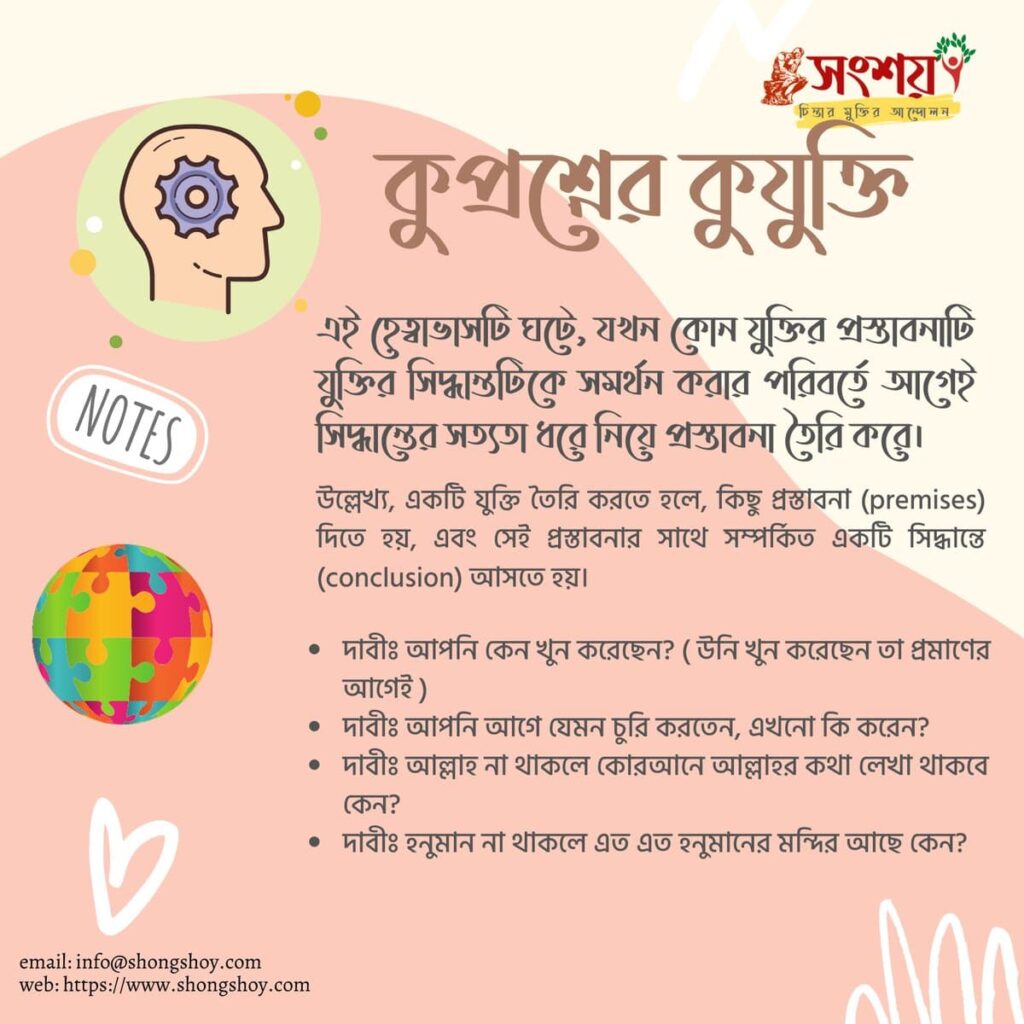 সংশয়
চিন্তার মুক্তির আন্দোলন
কুপ্রশ্নের কুযুক্তি
এই হেত্বাভাসটি ঘটে, যখন কোন যুক্তির প্রস্তাবনাটি
যুক্তির সিদ্ধান্তটিকে সমর্থন করার পরিবর্তে আগেই
সিদ্ধান্তের সত্যতা ধরে নিয়ে প্রস্তাবনা তৈরি করে।
NOTES
উল্লেখ্য, একটি যুক্তি তৈরি করতে হলে, কিছু প্রস্তাবনা (premises)
দিতে হয়, এবং সেই প্রস্তাবনার সাথে সম্পর্কিত একটি সিদ্ধান্তে
(conclusion) আসতে হয়।
• দাবীঃ আপনি কেন খুন করেছেন? ( উনি খুন করেছেন তা প্রমাণের
আগেই )
• দাবীঃ আপনি আগে যেমন চুরি করতেন, এখনো কি করেন?
• দাবীঃ আল্লাহ না থাকলে কোরআনে আল্লাহর কথা লেখা থাকবে
কেন?
• দাবীঃ হনুমান না থাকলে এত এত হনুমানের মন্দির আছে কেন?
email: info@shongshoy.com
web: https://www.shongshoy.com